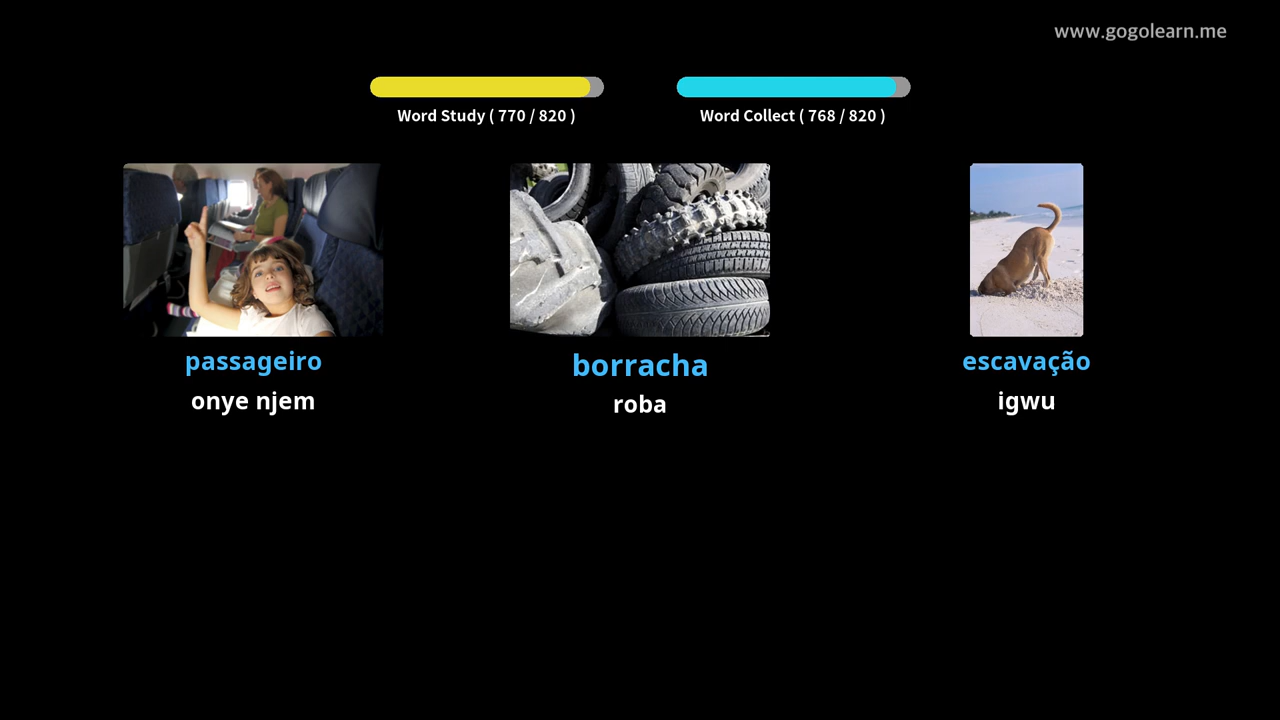 www.gogolearn.me
Word Study ( 770 / 820 )
Word Collect ( 768 / 820 )
passageiro
onye njem
borracha
roba
escavação
igwu